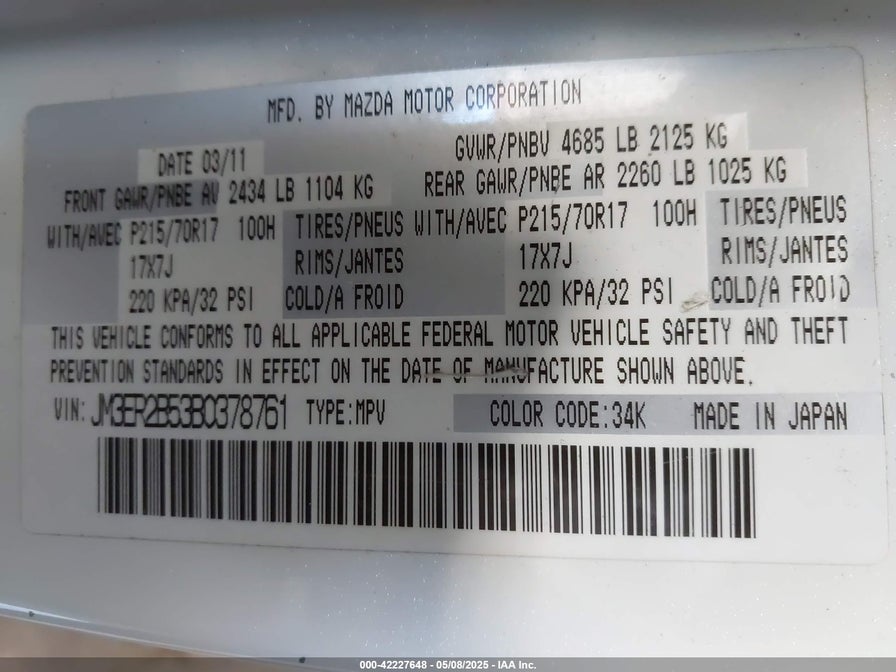 MFD. BY MAZDA MOTOR CORPORATION
DATE 03/11 GVWR/PNBV 4685 LB 2125 KG
FRONT GAWR/PNBE AV 2434 LB 1104 KG REAR GAWR/PNBE AR 2260 LB 1025 KG
WITH/AVEC P215/70R17 100H TIRES/PNEUS WITH/AVEC P215/70R17 100H TIRES/PNEUS
17X7J RIMS/JANTES 17X7J RIMS/JANTES
220 KPA/32 PSI COLD/A FROID 220 KPA/32 PSI COLD/A FROID
THIS VEHICLE CONFORMS TO ALL APPLICABLE FEDERAL MOTOR VEHICLE SAFETY AND THEFT
PREVENTION STANDARDS IN EFFECT ON THE DATE OF MANUFACTURE SHOWN ABOVE.
VIN: JM3ER2B53B0378761 TYPE:MPV COLOR CODE:34K MADE IN JAPAN
000-42227648 - 05/08/2025 - IAA Inc.